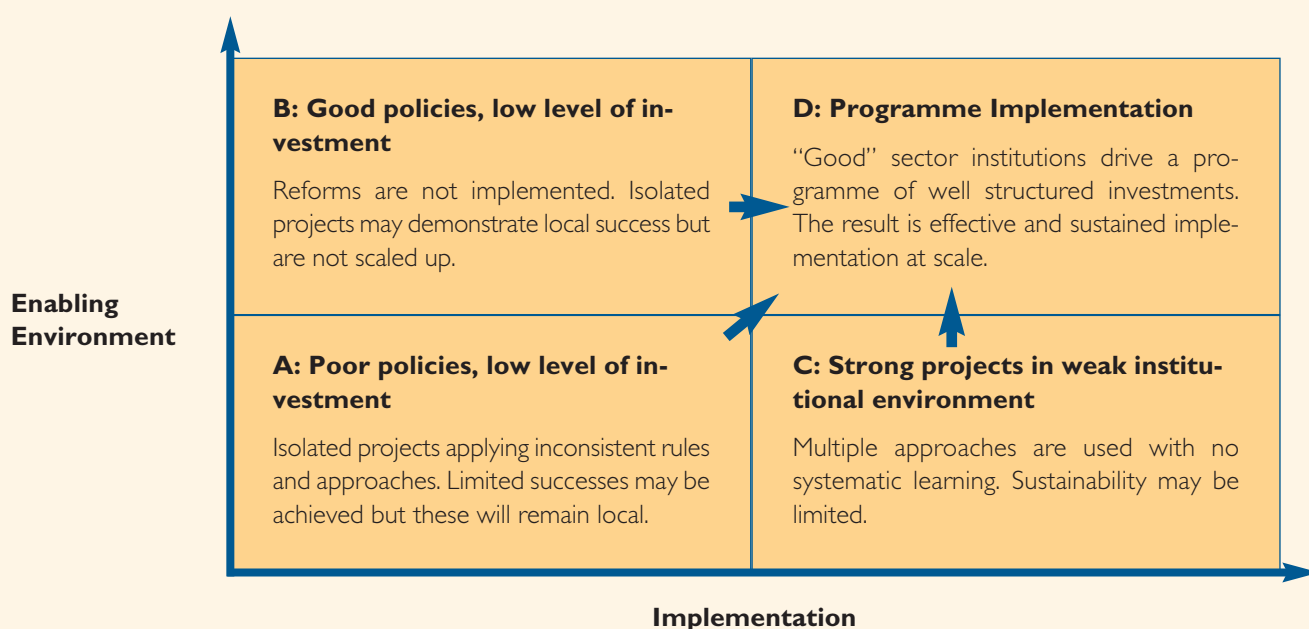 B: Good policies, low level of in-
vestment
Reforms are not implemented. Isolated
projects may demonstrate local success but
are not scaled up.
D: Programme Implementation
“Good” sector institutions drive a pro-
gramme of well structured investments.
The result is effective and sustained imple-
mentation at scale.
Enabling
Environment
A: Poor policies, low level of in-
vestment
Isolated projects applying inconsistent rules
and approaches. Limited successes may be
achieved but these will remain local.
C: Strong projects in weak institu-
tional environment
Multiple approaches are used with no
systematic learning. Sustainability may be
limited.
Implementation